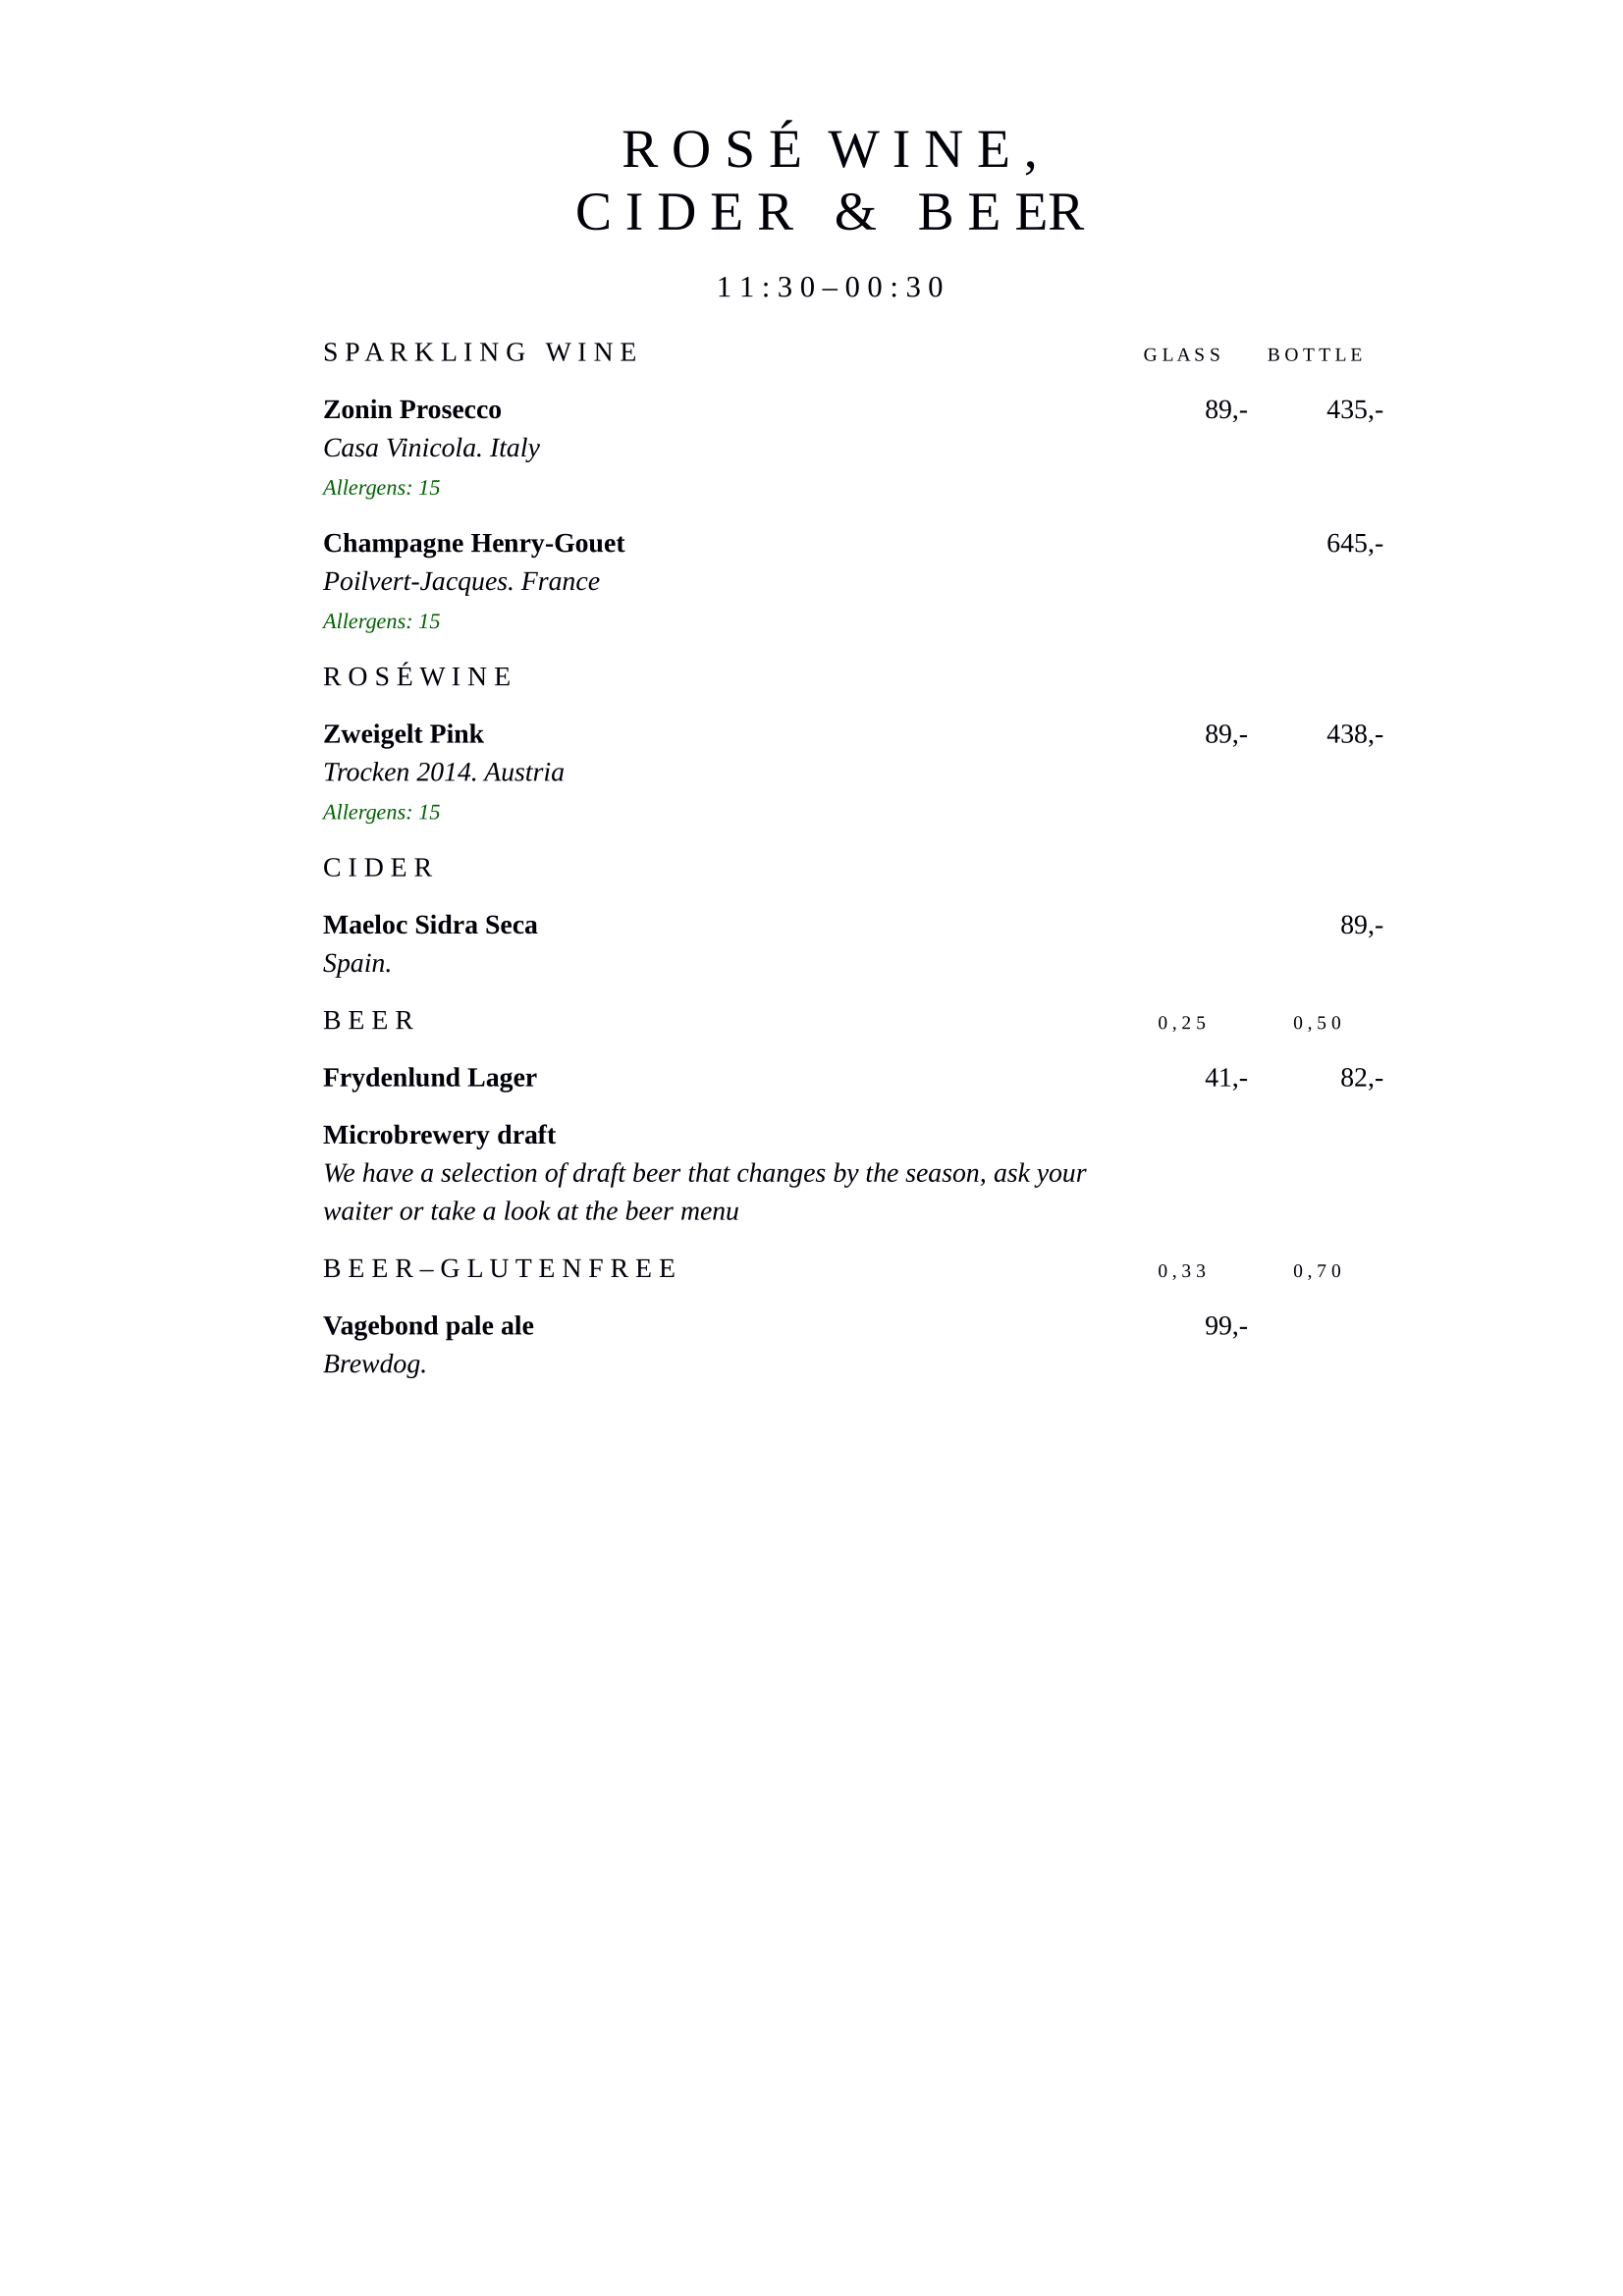 ROSÉ WINE,
CIDER & BEER
11:30–00:30
SPARKLING WINE GLASS BOTTLE
Zonin Prosecco 89,- 435,-
Casa Vinicola. Italy
Allergens: 15
Champagne Henry-Gouet 645,-
Poilvert-Jacques. France
Allergens: 15
ROSÉWINE
Zweigelt Pink 89,- 438,-
Trocken 2014. Austria
Allergens: 15
CIDER
Maeloc Sidra Seca 89,-
Spain.
BEER 0,25 0,50
Frydenlund Lager 41,- 82,-
Microbrewery draft
We have a selection of draft beer that changes by the season, ask your
waiter or take a look at the beer menu
BEER–GLUTENFREE 0,33 0,70
Vagebond pale ale 99,-
Brewdog.